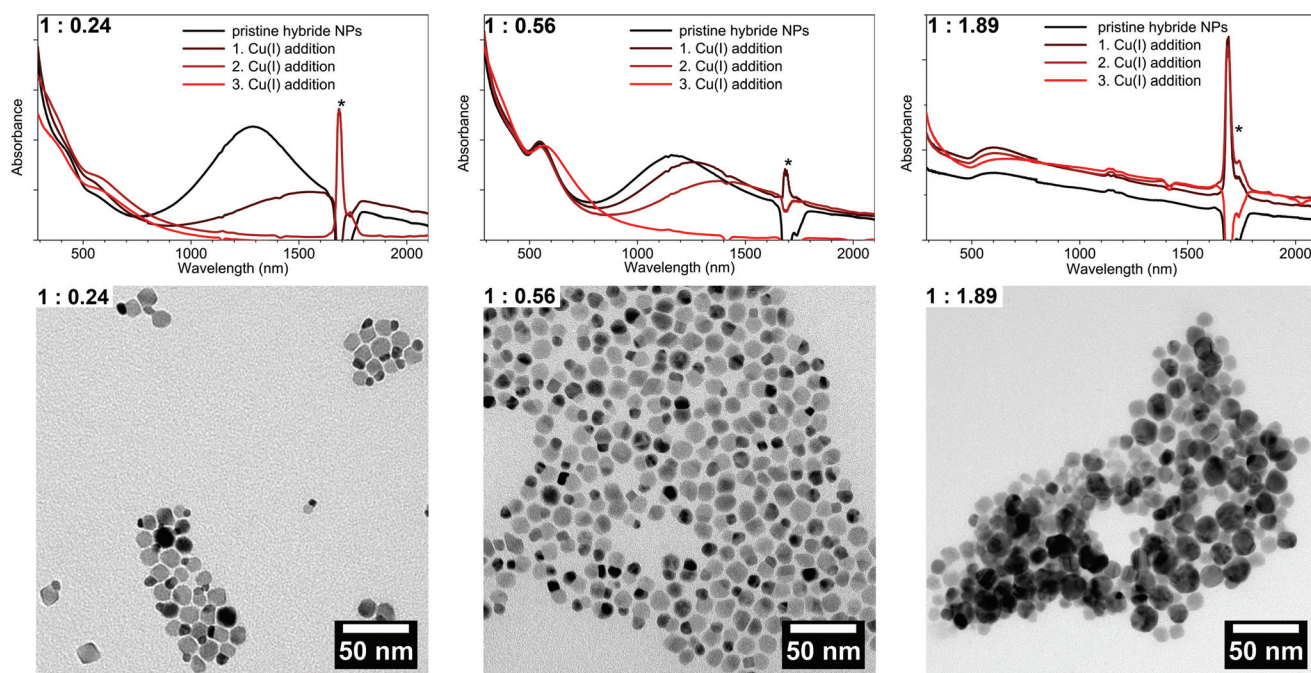 1 : 0.24
pristine hybride NPs
1. Cu(I) addition
2. Cu(I) addition
3. Cu(I) addition
*
Absorbance
500
1000
1500
2000
Wavelength (nm)
1 : 0.56
pristine hybride NPs
1. Cu(I) addition
2. Cu(I) addition
3. Cu(I) addition
*
Absorbance
500
1000
1500
2000
Wavelength (nm)
1 : 1.89
pristine hybride NPs
1. Cu(I) addition
2. Cu(I) addition
3. Cu(I) addition
*
Absorbance
500
1000
1500
2000
Wavelength (nm)
1 : 0.24
50 nm
1 : 0.56
50 nm
1 : 1.89
50 nm